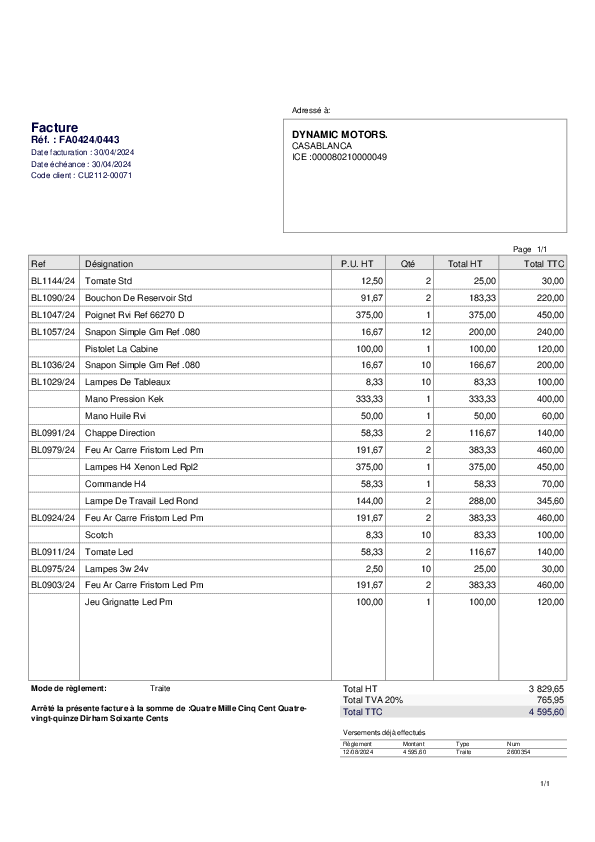 Adressé à:
Facture
Réf. : FA0424/0443
Date facturation : 30/04/2024
Date échéance : 30/04/2024
Code client : CU2112-00071
DYNAMIC MOTORS.
CASABLANCA
ICE :000080210000049
Page 1/1
Ref Désignation P.U. HT Qté Total HT Total TTC
BL1144/24 Tomate Std 12,50 2 25,00 30,00
BL1090/24 Bouchon De Reservoir Std 91,67 2 183,33 220,00
BL1047/24 Poignet Rvi Ref 66270 D 375,00 1 375,00 450,00
BL1057/24 Snapon Simple Gm Ref .080 16,67 12 200,00 240,00
Pistolet La Cabine 100,00 1 100,00 120,00
BL1036/24 Snapon Simple Gm Ref .080 16,67 10 166,67 200,00
BL1029/24 Lampes De Tableaux 8,33 10 83,33 100,00
Mano Pression Kek 333,33 1 333,33 400,00
Mano Huile Rvi 50,00 1 50,00 60,00
BL0991/24 Chappe Direction 58,33 2 116,67 140,00
BL0979/24 Feu Ar Carre Fristom Led Pm 191,67 2 383,33 460,00
Lampes H4 Xenon Led Rpl2 375,00 1 375,00 450,00
Commande H4 58,33 1 58,33 70,00
Lampe De Travail Led Rond 144,00 2 288,00 345,60
BL0924/24 Feu Ar Carre Fristom Led Pm 191,67 2 383,33 460,00
Scotch 8,33 10 83,33 100,00
BL0911/24 Tomate Led 58,33 2 116,67 140,00
BL0975/24 Lampes 3w 24v 2,50 10 25,00 30,00
BL0903/24 Feu Ar Carre Fristom Led Pm 191,67 2 383,33 460,00
Jeu Grignatte Led Pm 100,00 1 100,00 120,00
Mode de règlement: Traite
Arrêté la présente facture à la somme de :Quatre Mille Cinq Cent Quatre-
vingt-quinze Dirham Soixante Cents
Total HT 3 829,65
Total TVA 20% 765,95
Total TTC 4 595,60
Versements déjà effectués
Règlement Montant Type Num
12/08/2024 4 595,60 Traite 2600354
1/1